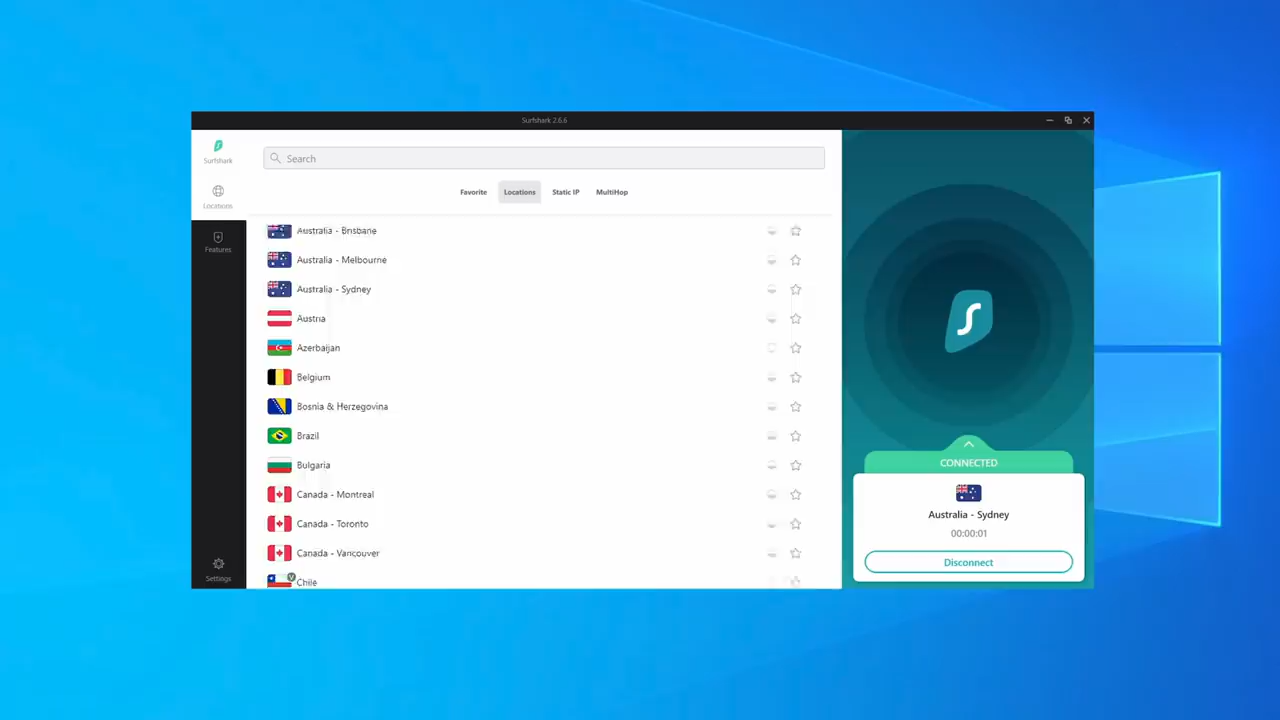 Surfshark 2.6.6
Surfshark
Locations
Features
Settings
Search
Favorite
Locations
Static IP
MultiHop
Australia - Brisbane
Australia - Melbourne
Australia - Sydney
Austria
Azerbaijan
Belgium
Bosnia & Herzegovina
Brazil
Bulgaria
Canada - Montreal
Canada - Toronto
Canada - Vancouver
V
Chile
CONNECTED
Australia - Sydney
00:00:01
Disconnect